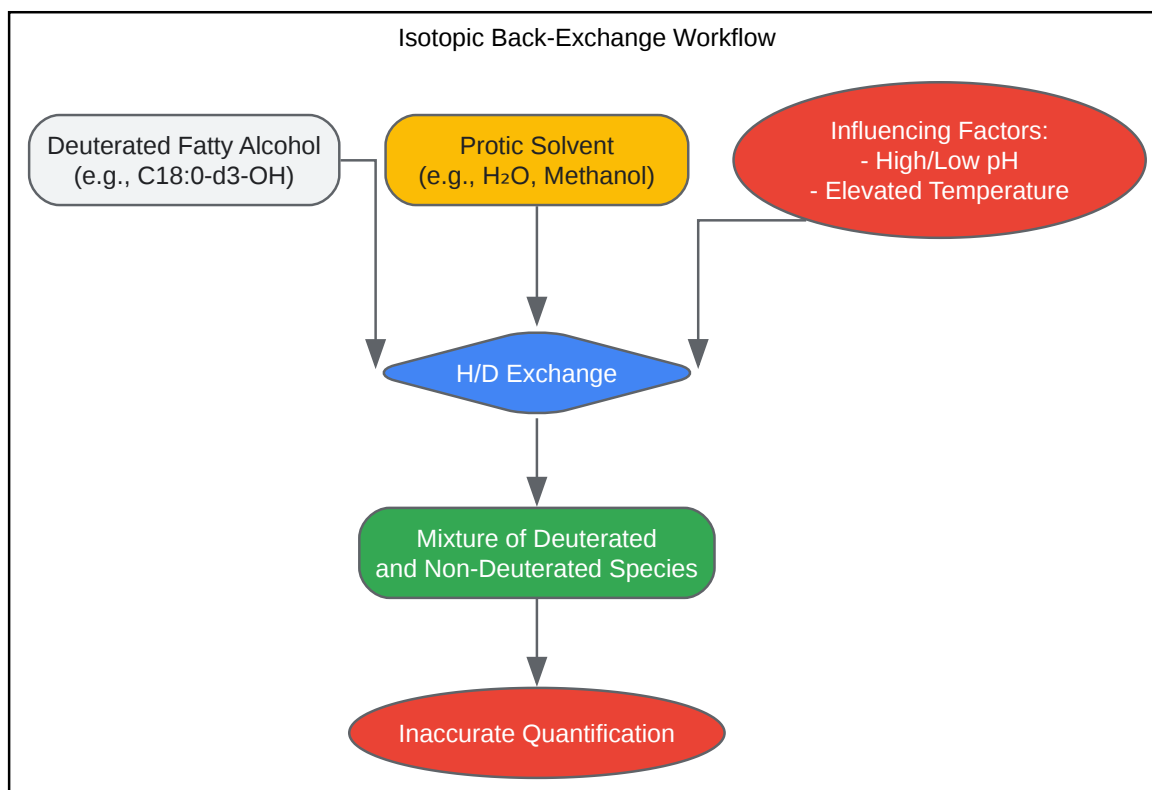 Isotopic Back-Exchange Workflow
Deuterated Fatty Alcohol
(e.g., C18:0-d3-OH)
Protic Solvent
(e.g., H₂O, Methanol)
Influencing Factors:
- High/Low pH
- Elevated Temperature
H/D Exchange
Mixture of Deuterated
and Non-Deuterated Species
Inaccurate Quantification